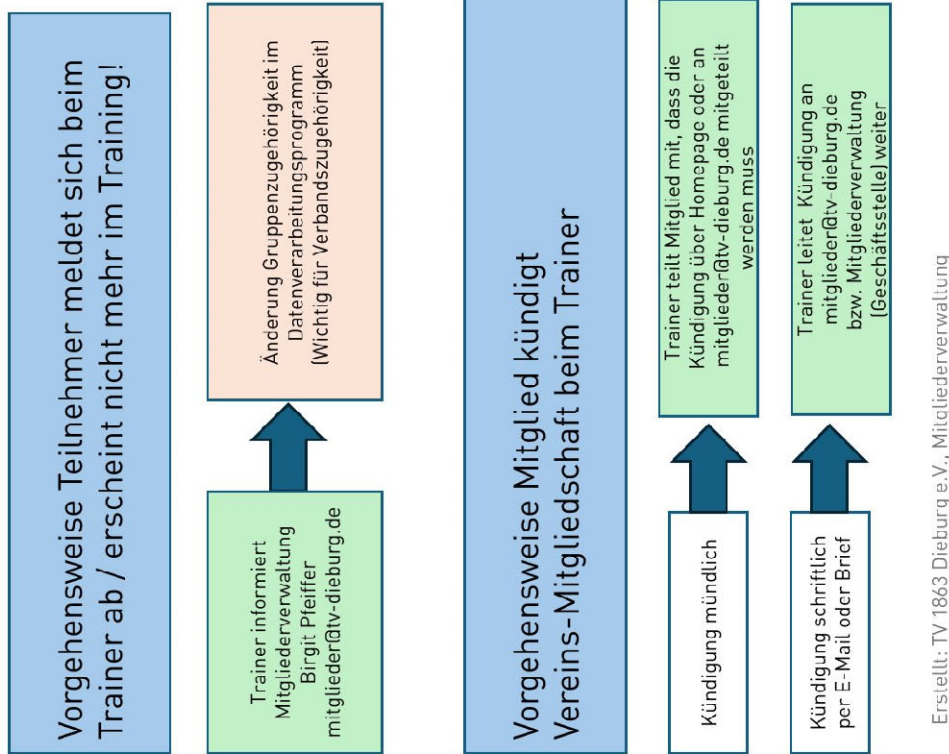 Vorgehensweise Teilnehmer meldet sich beim
Trainer ab / erscheint nicht mehr im Training!
Trainer informiert
Mitgliederverwaltung
Birgit Pfeiffer
mitglieder@tv-dieburg.de
Änderung Gruppenzugehörigkeit im
Datenverarbeitungsprogramm
(Wichtig für Verbandszugehörigkeit)
Vorgehensweise Mitglied kündigt
Vereins-Mitgliedschaft beim Trainer
Kündigung mündlich
Trainer teilt Mitglied mit, dass die
Kündigung über Homepage oder an
mitglieder@tv-dieburg.de mitgeteilt
werden muss
Kündigung schriftlich
per E-Mail oder Brief
Trainer leitet Kündigung an
mitglieder@tv-dieburg.de
bzw. Mitgliederverwaltung
(Geschäftsstelle) weiter
Erstellt: TV 1863 Dieburg e.V., Mitgliederverwaltung